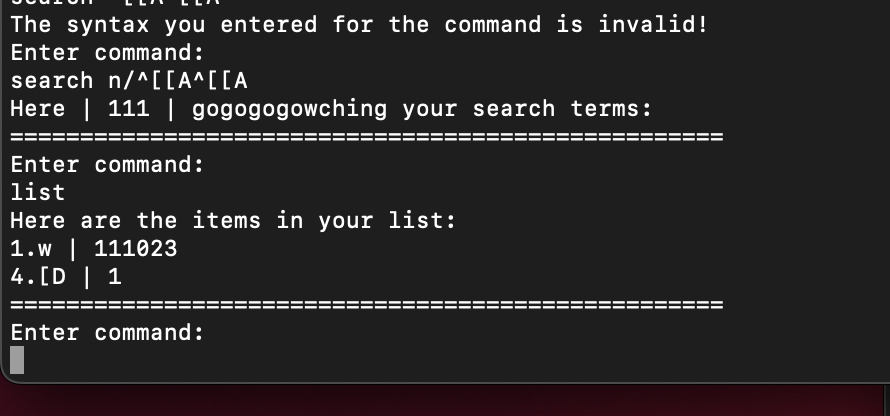 The syntax you entered for the command is invalid!
Enter command:
search n/^[[A^[[A
Here | 111 | gogogogowching your search terms:
===================================================
Enter command:
list
Here are the items in your list:
1.w | 111023
4.[D | 1
===================================================
Enter command: